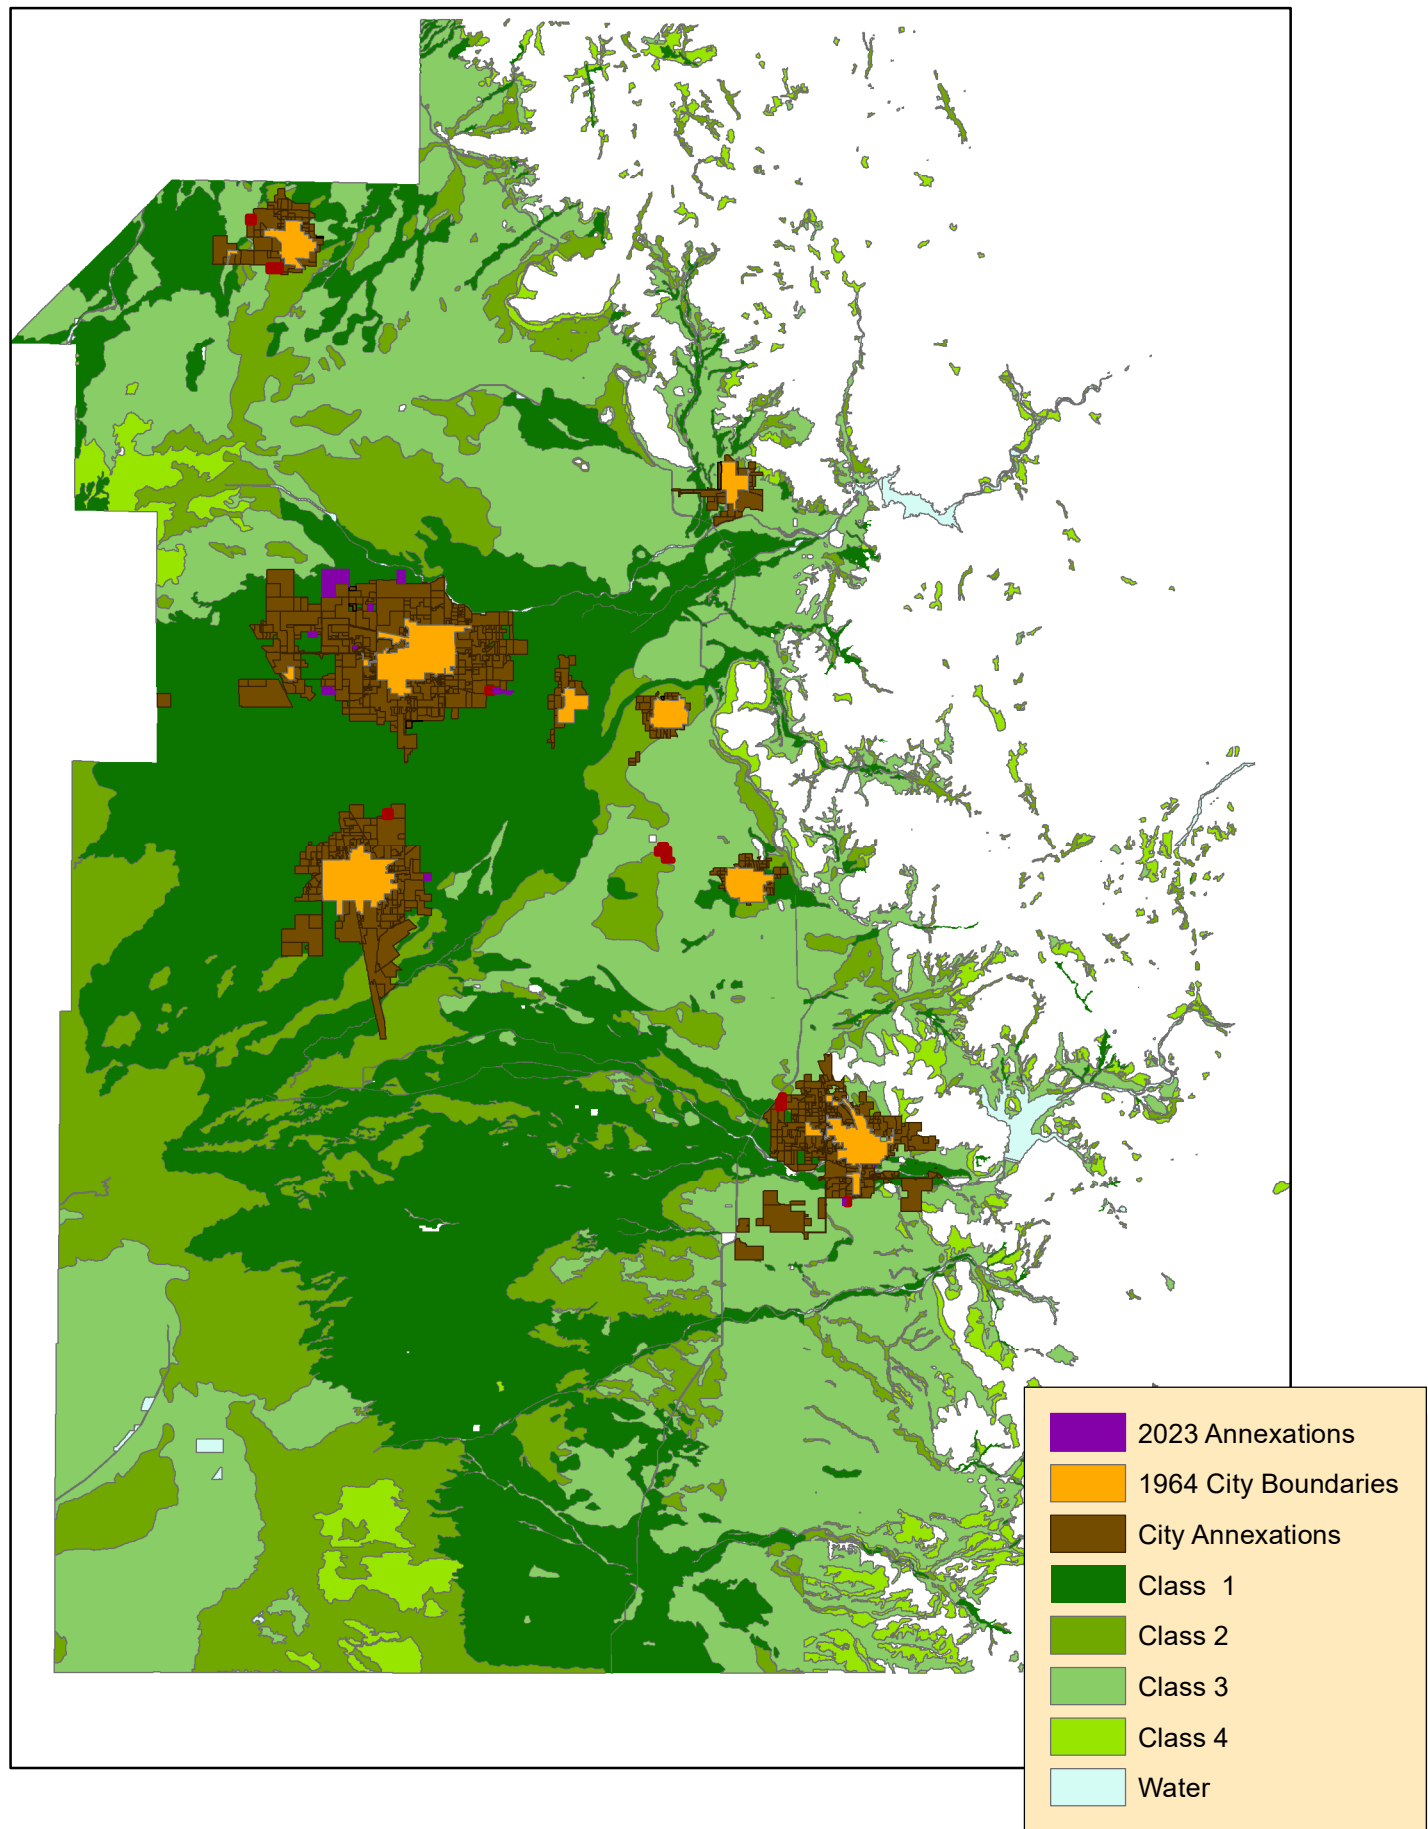 2023 Annexations
1964 City Boundaries
City Annexations
Class  1
Class 2
Class 3
Class 4
Water